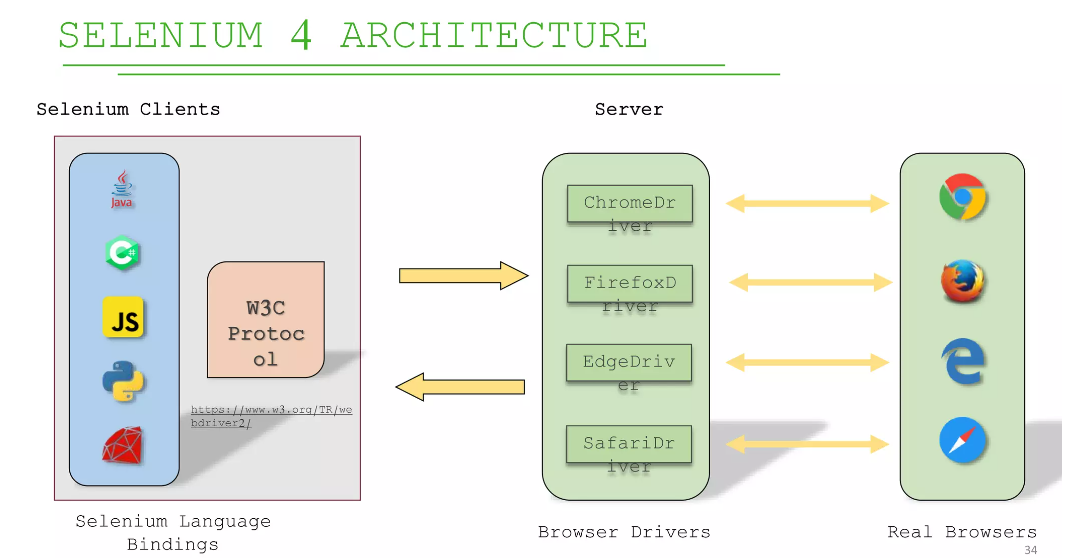 SELENIUM 4 ARCHITECTURE
Selenium Clients
Server
Java
C#
JS
W3C
Protoc
ol
https://www.w3.org/TR/we
bdriver2/
ChromeDr
iver
FirefoxD
river
EdgeDriv
er
SafariDr
iver
Selenium Language
Bindings
Browser Drivers
Real Browsers
34